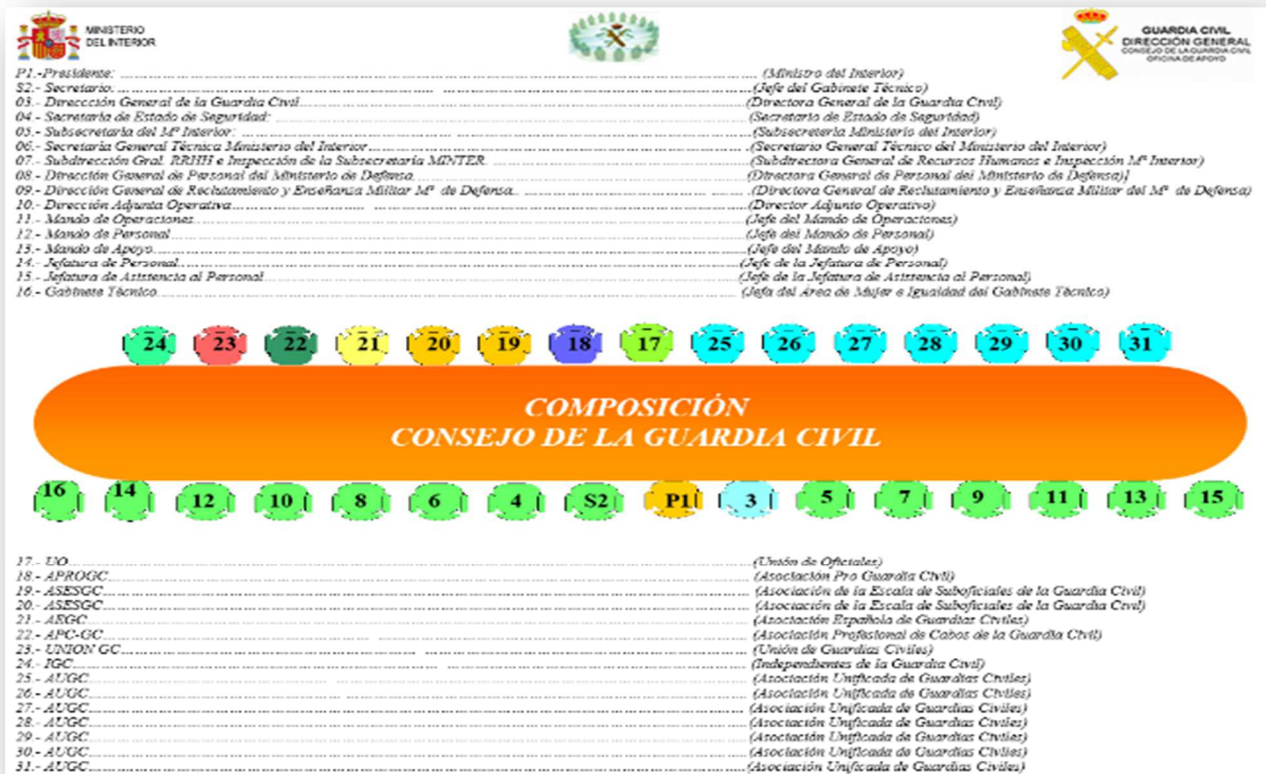 MINISTERIO
DEL INTERIOR
GUARDIA CIVIL
DIRECCIÓN GENERAL
CONSEJO DE LA GUARDIA CIVIL
OFICINA DE APOYO
P1.-Presidente: (Ministro del Interior)
S2.- Secretario: (Jefe del Gabinete Técnico)
03.- Direccción General de la Guardia Civil (Directora General de la Guardia Civil)
04 - Secretaria de Estado de Seguridad: (Secretario de Estado de Seguridad)
05.- Subsecretaria del Mº Interior: (Subsecretería Ministerio del Interior)
06.- Secretaria General Técnica Ministerio del Interior (Secretario General Técnico del Ministerio del Interior)
07.- Subdirección Gral. RRHH e Inspección de la Subsecretaría MINTER (Subdirectora General de Recursos Humanos e Inspección Mº Interior)
08 - Dirección General de Personal del Ministerio de Defensa (Directora General de Personal del Ministerio de Defensa)]
09.- Dirección General de Reclutamiento y Enseñanza Militar Mº de Defensa (Directora General de Reclutamiento y Enseñanza Militar del Mº de Defensa)
10.- Dirección Adjunta Operativa (Director Adjunto Operativo)
11.- Mando de Operaciones (Jefe del Mando de Operaciones)
12.- Mando de Personal (Jefe del Mando de Personal)
13.- Mando de Apoyo (Jefe del Mando de Apoyo)
14.- Jefatura de Personal (Jefe de la Jefatura de Personal)
15.- Jefatura de Asistencia al Personal (Jefe de la Jefatura de Asistencia al Personal)
16.- Gabinete Técnico (Jefa del Área de Mujer e Igualdad del Gabinete Técnico)
24 23 22 21 20 19 18 17 25 26 27 28 29 30 31
COMPOSICIÓN
CONSEJO DE LA GUARDIA CIVIL
16 14 12 10 8 6 4 S2 P1 3 5 7 9 11 13 15
17.- UO (Unión de Oficiales)
18.- APROGC (Asociación Pro Guardia Civil)
19.- ASESGC (Asociación de la Escala de Suboficiales de la Guardia Civil)
20.- ASESGC (Asociación de la Escala de Suboficiales de la Guardia Civil)
21.- AEGC (Asociación Española de Guardias Civiles)
22.- APC-GC (Asociación Profesional de Cabos de la Guardia Civil)
23.- UNION GC (Unión de Guardias Civiles)
24.- IGC (Independientes de la Guardia Civil)
25 - AUGC (Asociación Unificada de Guardias Civiles)
26 - AUGC (Asociación Unificada de Guardias Civiles)
27.- AUGC (Asociación Unificada de Guardias Civiles)
28.- AUGC (Asociación Unificada de Guardias Civiles)
29 - AUGC (Asociación Unificada de Guardias Civiles)
30.- AUGC (Asociación Unificada de Guardias Civiles)
31.- AUGC (Asociación Unificada de Guardias Civiles)